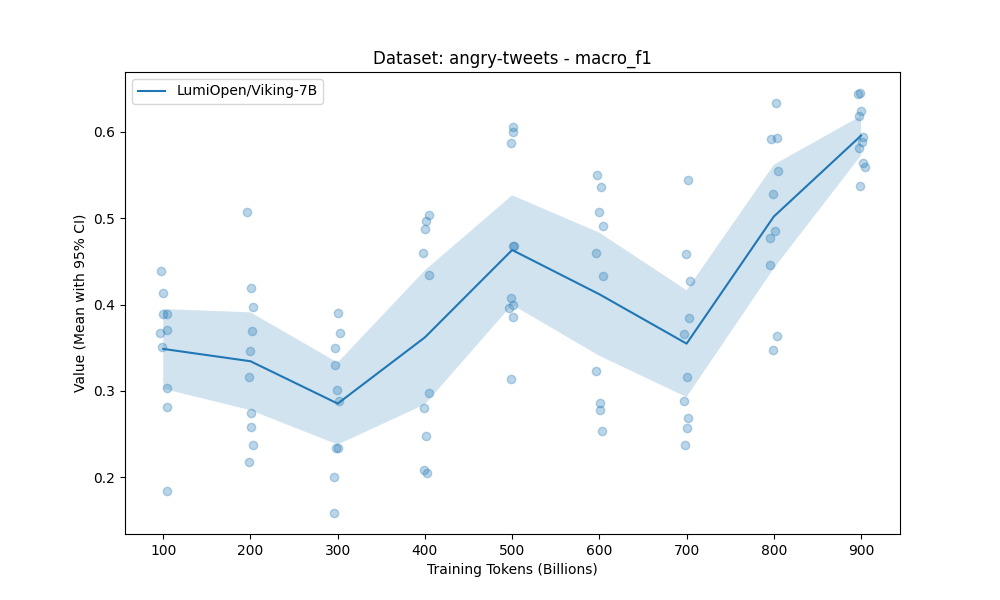 Dataset: angry-tweets - macro_f1
LumiOpen/Viking-7B
Value (Mean with 95% CI)
0.6
0.5
0.4
0.3
0.2
100 200 300 400 500 600 700 800 900
Training Tokens (Billions)